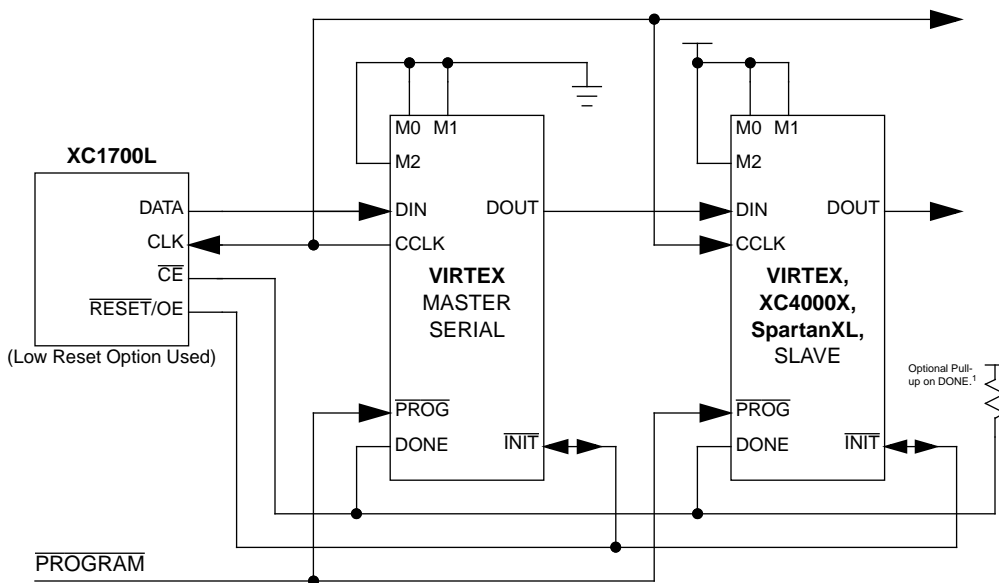 M0 M1
M2
M0 M1
M2
XC1700L
DATA
CLK
CE
RESET/OE
(Low Reset Option Used)
DIN
DOUT
CCLK
VIRTEX
MASTER
SERIAL
PROG
DONE
INIT
DIN
DOUT
CCLK
VIRTEX,
XC4000X,
SpartanXL,
SLAVE
PROG
DONE
INIT
Optional Pull-
up on DONE.¹
PROGRAM